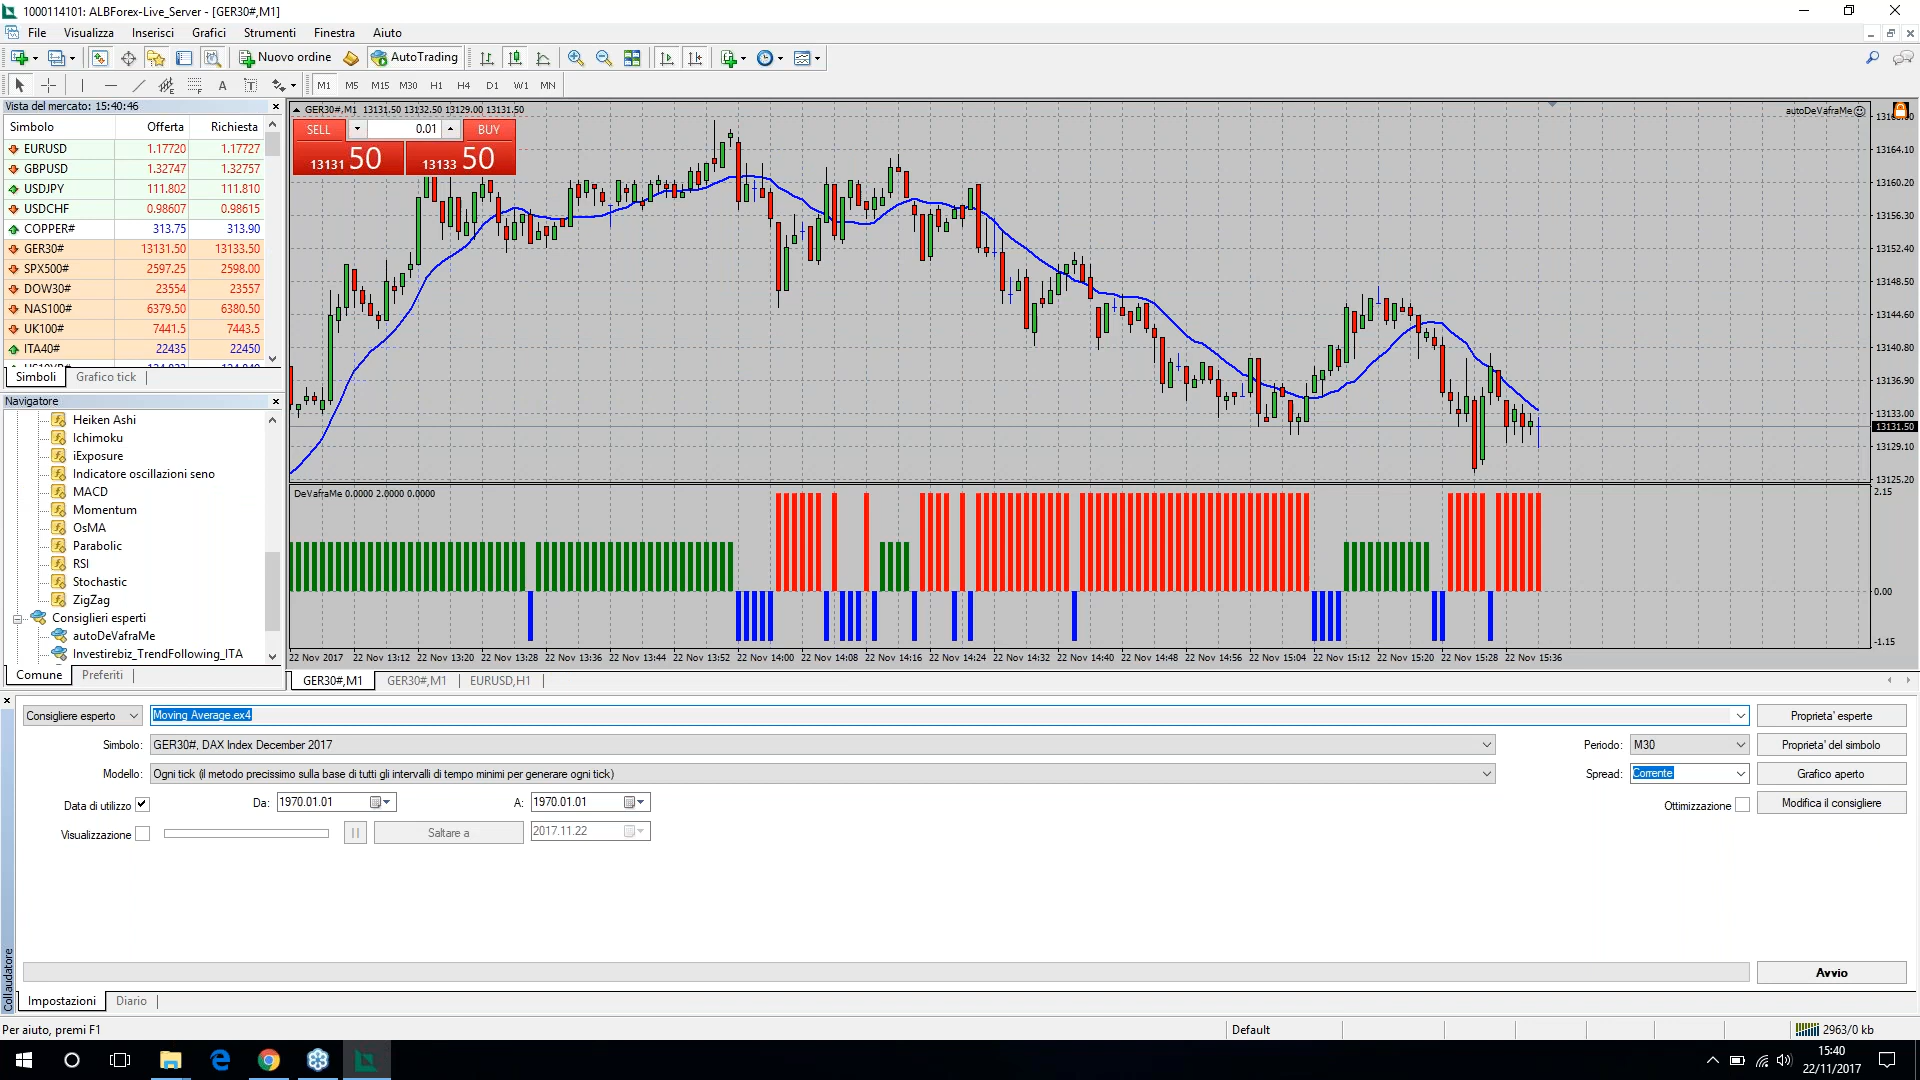 1000114101: ALBForex-Live_Server - [GER30#,M1]
File Visualizza Inserisci Grafici Strumenti Finestra Aiuto
Nuovo ordine AutoTrading
A T M1 M5 M15 M30 H1 H4 D1 W1 MN
Vista del mercato: 15:40:46
Simbolo Offerta Richiesta
EURUSD 1.17720 1.17727
GBPUSD 1.32747 1.32757
USDJPY 111.802 111.810
USDCHF 0.98607 0.98615
COPPER# 313.75 313.90
GER30# 13131.50 13133.50
SPX500# 2597.25 2598.00
DOW30# 23554 23557
NAS100# 6379.50 6380.50
UK100# 7441.5 7443.5
ITA40# 22435 22450
Simboli Grafico tick
Navigatore
Heiken Ashi
Ichimoku
iExposure
Indicatore oscillazioni seno
MACD
Momentum
OsMA
Parabolic
RSI
Stochastic
ZigZag
Consiglieri esperti
autoDeVafraMe
Investirebiz_TrendFollowing_ITA
Comune Preferiti
GER30#,M1 13131.50 13132.50 13129.00 13131.50
autoDeVafraMe
SELL 0.01 BUY
13131 50 13133 50
13164.10
13160.20
13156.30
13152.40
13148.50
13144.60
13140.80
13136.90
13133.00
13131.50
13129.10
13125.20
DeVafraMe 0.0000 2.0000 0.0000
2.15
0.00
-1.15
22 Nov 2017 22 Nov 13:12 22 Nov 13:20 22 Nov 13:28 22 Nov 13:36 22 Nov 13:44 22 Nov 13:52 22 Nov 14:00 22 Nov 14:08 22 Nov 14:16 22 Nov 14:24 22 Nov 14:32 22 Nov 14:40 22 Nov 14:48 22 Nov 14:56 22 Nov 15:04 22 Nov 15:12 22 Nov 15:20 22 Nov 15:28 22 Nov 15:36
GER30#,M1 GER30#,M1 EURUSD,H1
Consigliere esperto Moving Average.ex4 Proprieta' esperte
Simbolo: GER30#, DAX Index December 2017 Periodo: M30 Proprieta' del simbolo
Modello: Ogni tick (il metodo precissimo sulla base di tutti gli intervalli di tempo minimi per generare ogni tick) Spread: Corrente Grafico aperto
Data di utilizzo Da: 1970.01.01 A: 1970.01.01 Ottimizzazione Modifica il consigliere
Visualizzazione Saltare a 2017.11.22
Avvio
Collaudatore
Impostazioni Diario
Per aiuto, premi F1 Default 2963/0 kb
15:40
22/11/2017